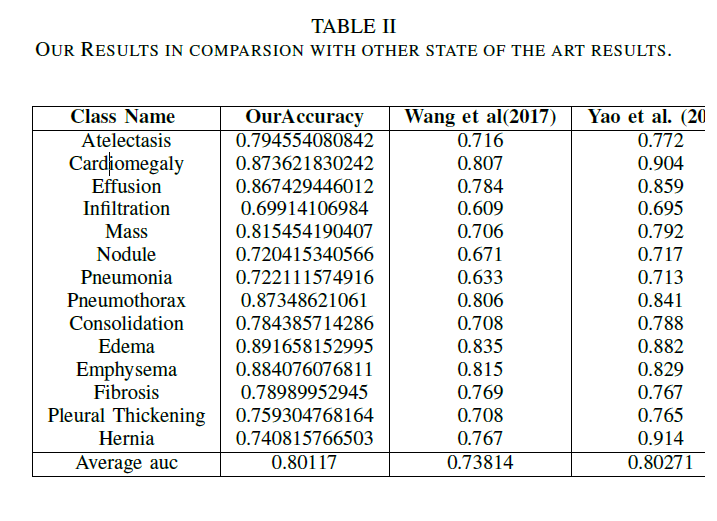 TABLE II
OUR RESULTS IN COMPARSION WITH OTHER STATE OF THE ART RESULTS.
Class Name OurAccuracy Wang et al(2017) Yao et al. (20
Atelectasis 0.794554080842 0.716 0.772
Cardiomegaly 0.873621830242 0.807 0.904
Effusion 0.867429446012 0.784 0.859
Infiltration 0.69914106984 0.609 0.695
Mass 0.815454190407 0.706 0.792
Nodule 0.720415340566 0.671 0.717
Pneumonia 0.722111574916 0.633 0.713
Pneumothorax 0.87348621061 0.806 0.841
Consolidation 0.784385714286 0.708 0.788
Edema 0.891658152995 0.835 0.882
Emphysema 0.884076076811 0.815 0.829
Fibrosis 0.78989952945 0.769 0.767
Pleural Thickening 0.759304768164 0.708 0.765
Hernia 0.740815766503 0.767 0.914
Average auc 0.80117 0.73814 0.80271